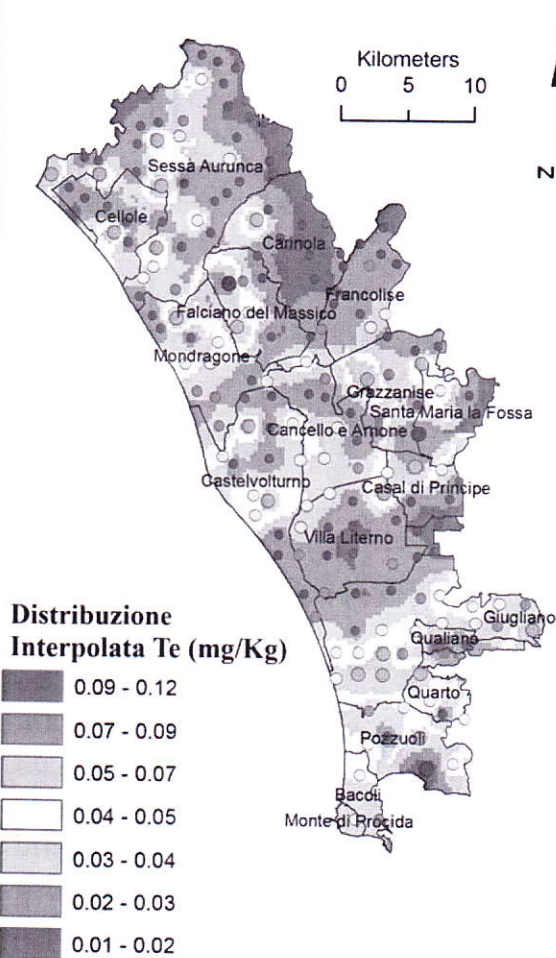 Kilometers
0 5 10
N
Sessa Aurunca
Cellole
Carinola
Francolise
Falciano del Massico
Mondragone
Grazzanise
Santa Maria la Fossa
Cancello e Arnone
Castelvolturno
Casal di Principe
Villa Literno
Giugliano
Qualiano
Quarto
Pozzuoli
Bacoli
Monte di Procida
Distribuzione
Interpolata Te (mg/Kg)
0.09 - 0.12
0.07 - 0.09
0.05 - 0.07
0.04 - 0.05
0.03 - 0.04
0.02 - 0.03
0.01 - 0.02